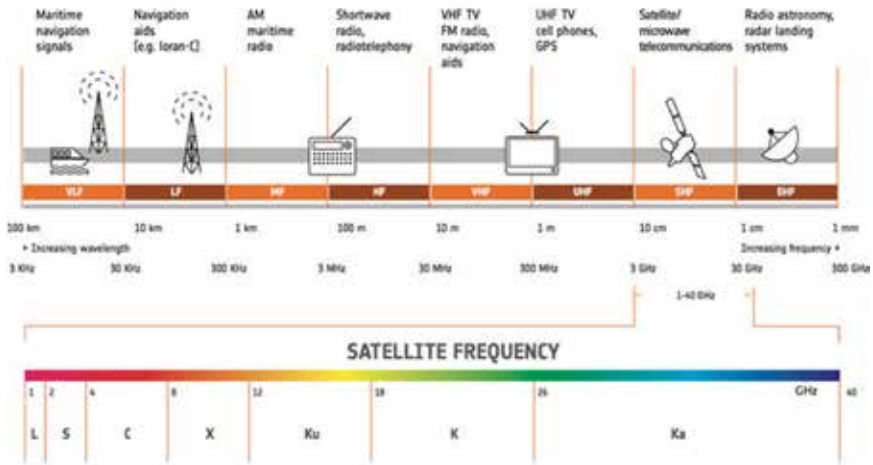 Maritime navigation signals
Navigation aids (e.g. loran-C)
AM maritime radio
Shortwave radio, radiotelephony
VHF TV FM radio, navigation aids
UHF TV cell phones, GPS
Satellite/ microwave telecommunications
Radio astronomy, radar landing systems
VLF LF MF HF VHF UHF SHF EHF
100 km 10 km 1 km 100 m 10 m 1 m 10 cm 1 cm 1 mm
Increasing wavelength
Increasing frequency
3 KHz 30 KHz 300 KHz 3 MHz 30 MHz 300 MHz 3 GHz 30 GHz 300 GHz
1-40 GHz
SATELLITE FREQUENCY
1 2 4 8 12 18 26 GHz 40
L S C X Ku K Ka